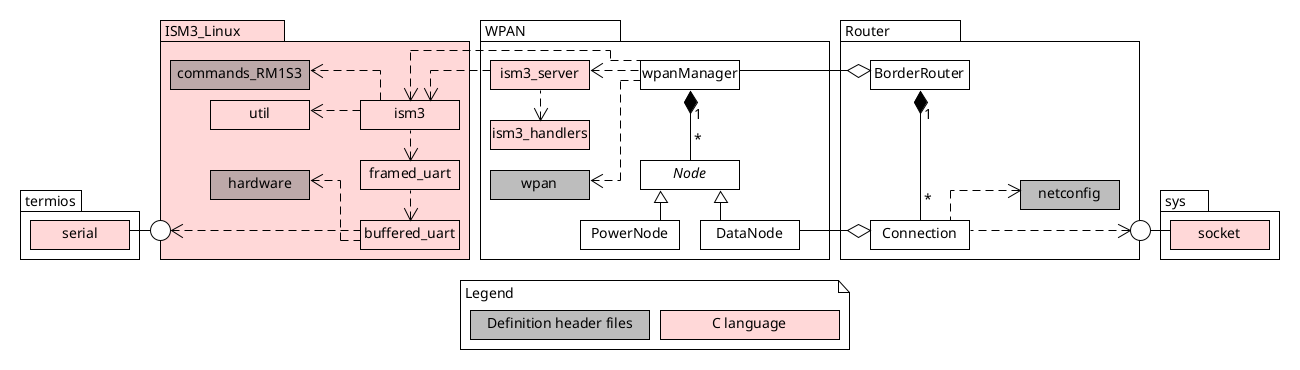 ISM3_Linux
WPAN
Router
commands_RM1S3
ism3_server
wpanManager
BorderRouter
util
ism3
1
1
ism3_handlers
*
framed_uart
Node
hardware
wpan
netconfig
*
termios
sys
serial
buffered_uart
PowerNode
DataNode
Connection
socket
Legend
Definition header files
C language